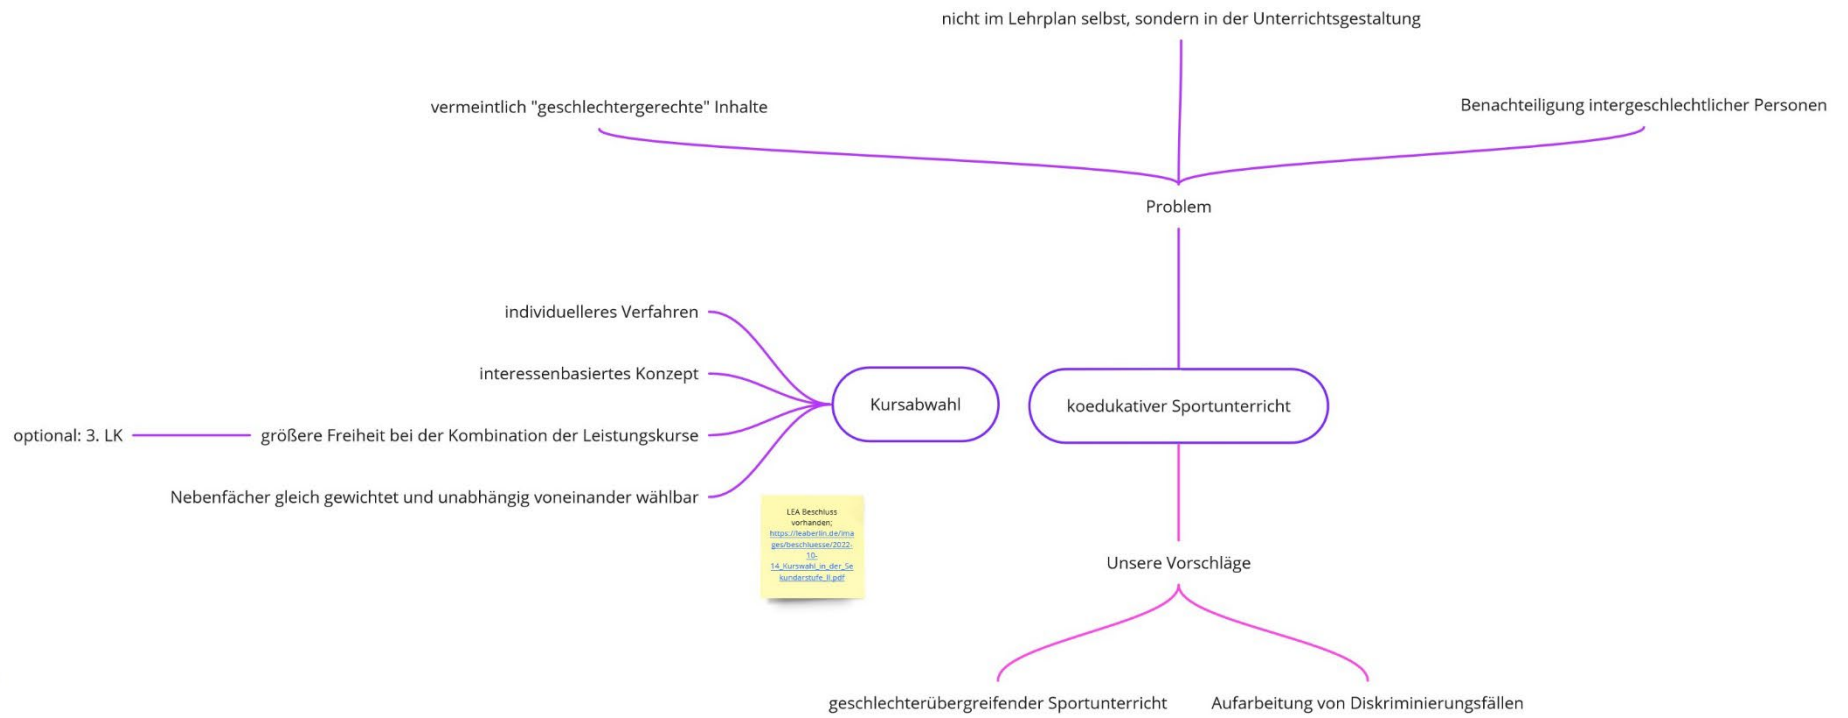 nicht im Lehrplan selbst, sondern in der Unterrichtsgestaltung
vermeintlich "geschlechtergerechte" Inhalte
Benachteiligung intergeschlechtlicher Personen
Problem
individuelleres Verfahren
interessenbasiertes Konzept
Kursabwahl
koedukativer Sportunterricht
optional: 3. LK
größere Freiheit bei der Kombination der Leistungskurse
Nebenfächer gleich gewichtet und unabhängig voneinander wählbar
LEA Beschluss
vorhanden;
https://leaberlin.de/ima
ges/beschluesse/2022-
10-
14_Kurswahl_in_der_Se
kundarstufe_II.pdf
Unsere Vorschläge
geschlechterübergreifender Sportunterricht
Aufarbeitung von Diskriminierungsfällen